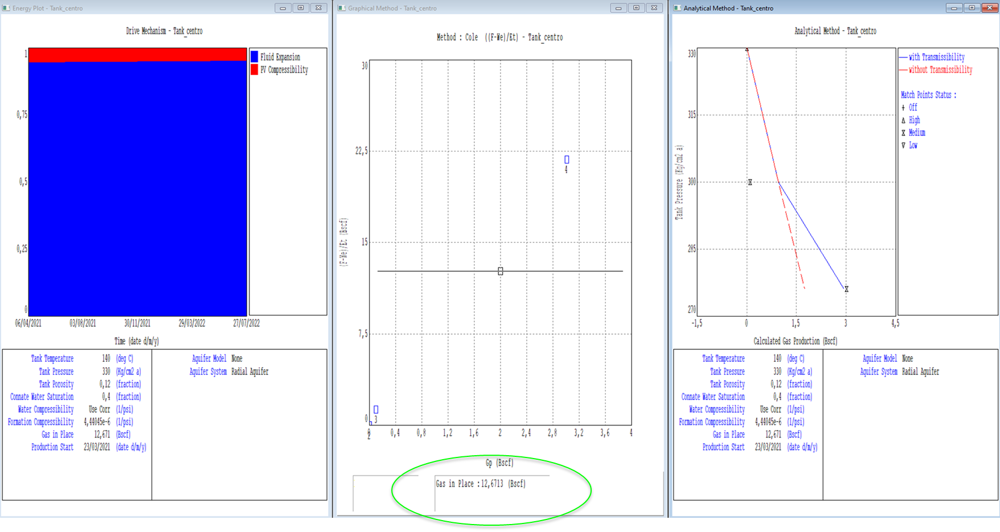 Energy Plot - Tank_centro
Drive Mechanism - Tank_centro
1
0,75
0,5
0,25
0
06/04/2021 03/08/2021 30/11/2021 29/03/2022 27/07/2022
Time (date d/m/y)
Fluid Expansion
PV Compressibility
Tank Temperature 140 (deg C)
Tank Pressure 330 (Kg/cm2 a)
Tank Porosity 0,12 (fraction)
Connate Water Saturation 0,4 (fraction)
Water Compressibility Use Corr (1/psi)
Formation Compressibility 4,44045e-6 (1/psi)
Gas in Place 12,671 (Bscf)
Production Start 23/03/2021 (date d/m/y)
Aquifer Model None
Aquifer System Radial Aquifer
Graphical Method - Tank_centro
Method : Cole ((F-We)/Et) - Tank_centro
(F-We)/Et (Bscf)
30
22,5
15
7,5
0
4
3
2
0 0,4 0,8 1,2 1,6 2 2,4 2,8 3,2 3,6 4
Gp (Bscf)
Gas in Place :12,6713 (Bscf)
Analytical Method - Tank_centro
Analytical Method - Tank_centro
Tank Pressure (Kg/cm2 a)
330
315
300
285
270
-1,5 0 1,5 3 4,5
Calculated Gas Production (Bscf)
with Transmissibility
without Transmissibility
Match Points Status :
Off
High
Medium
Low
Tank Temperature 140 (deg C)
Tank Pressure 330 (Kg/cm2 a)
Tank Porosity 0,12 (fraction)
Connate Water Saturation 0,4 (fraction)
Water Compressibility Use Corr (1/psi)
Formation Compressibility 4,44045e-6 (1/psi)
Gas in Place 12,671 (Bscf)
Production Start 23/03/2021 (date d/m/y)
Aquifer Model None
Aquifer System Radial Aquifer